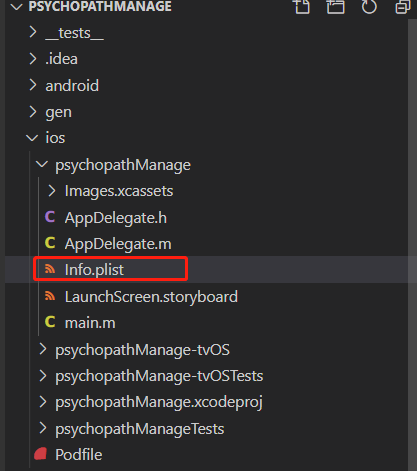 PSYCHOPATHMANAGE
__tests__
.idea
android
gen
ios
psychopathManage
Images.xcassets
C AppDelegate.h
C AppDelegate.m
Info.plist
LaunchScreen.storyboard
C main.m
psychopathManage-tvOS
psychopathManage-tvOSTests
psychopathManage.xcodeproj
psychopathManageTests
Podfile